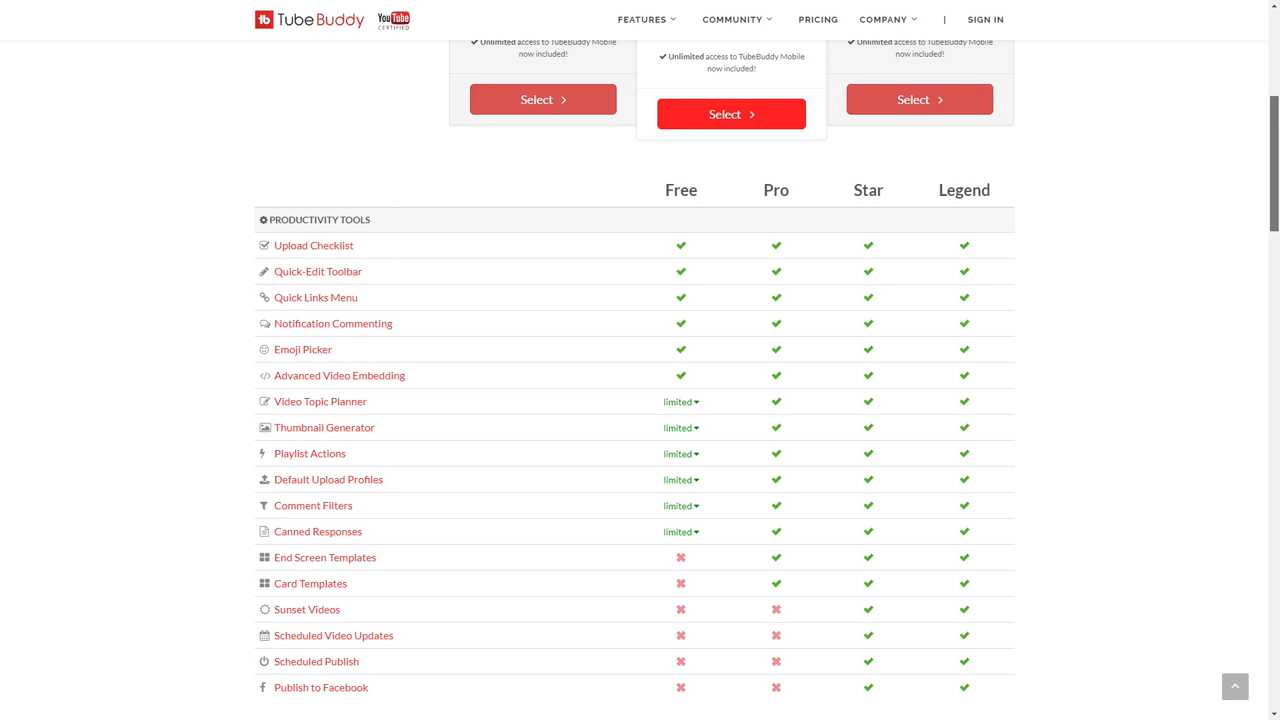 tb TubeBuddy YouTube CERTIFIED FEATURES COMMUNITY PRICING COMPANY | SIGN IN
✔ Unlimited access to TubeBuddy Mobile now included!
✔ Unlimited access to TubeBuddy Mobile now included!
✔ Unlimited access to TubeBuddy Mobile now included!
Select Select Select
Free Pro Star Legend
PRODUCTIVITY TOOLS
Upload Checklist
Quick-Edit Toolbar
Quick Links Menu
Notification Commenting
Emoji Picker
Advanced Video Embedding
Video Topic Planner limited
Thumbnail Generator limited
Playlist Actions limited
Default Upload Profiles limited
Comment Filters limited
Canned Responses limited
End Screen Templates
Card Templates
Sunset Videos
Scheduled Video Updates
Scheduled Publish
Publish to Facebook